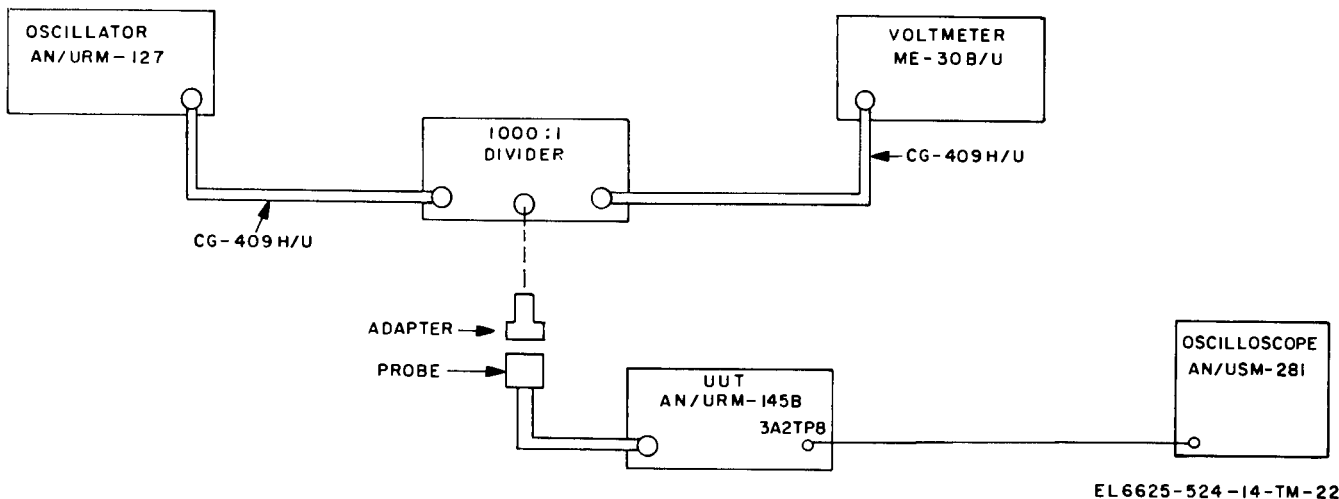 OSCILLATOR
AN/URM-127
VOLTMETER
ME-30B/U
1000:1
DIVIDER
CG-409H/U
CG-409H/U
ADAPTER
PROBE
UUT
AN/URM-145B
3A2TP8
OSCILLOSCOPE
AN/USM-281
EL6625-524-14-TM-22